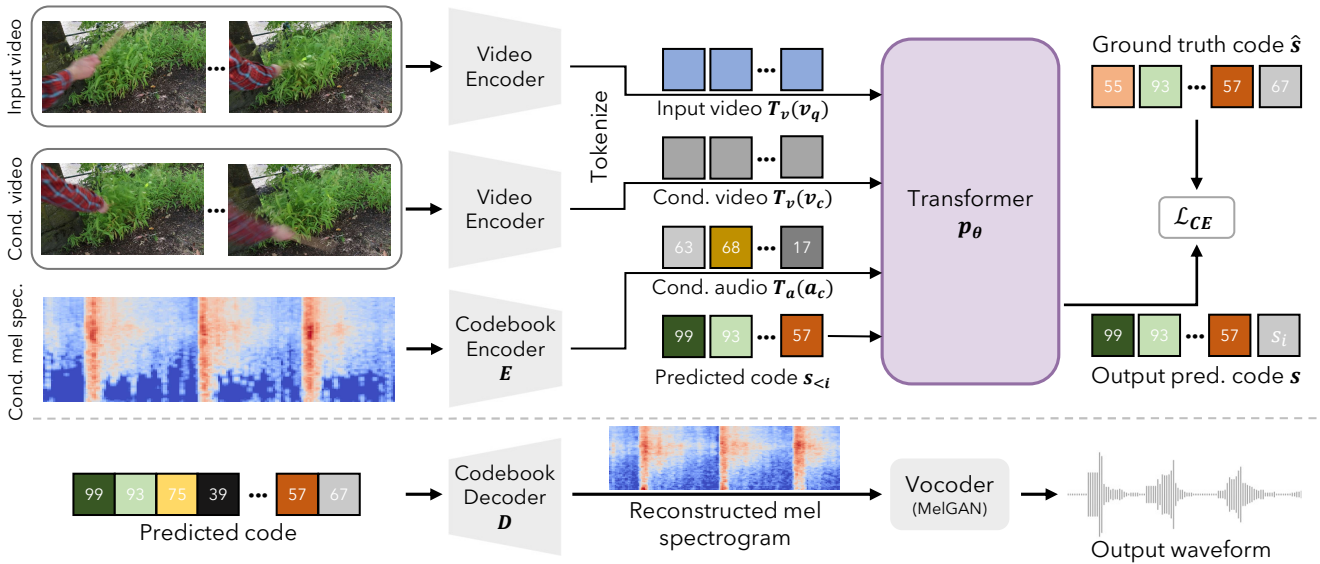 Input video
Video
Encoder
Tokenize
Input video T_v(v_q)
Cond. video
Video
Encoder
Cond. video T_v(v_c)
63 68 ... 17
Cond. audio T_a(a_c)
Cond. mel spec.
Codebook
Encoder
E
99 93 ... 57
Predicted code s_{<i}
Transformer
p_θ
Ground truth code ŝ
55 93 ... 57 67
ℒ_CE
99 93 ... 57 s_i
Output pred. code s
99 93 75 39 ... 57 67
Predicted code
Codebook
Decoder
D
Reconstructed mel
spectrogram
Vocoder
(MelGAN)
Output waveform